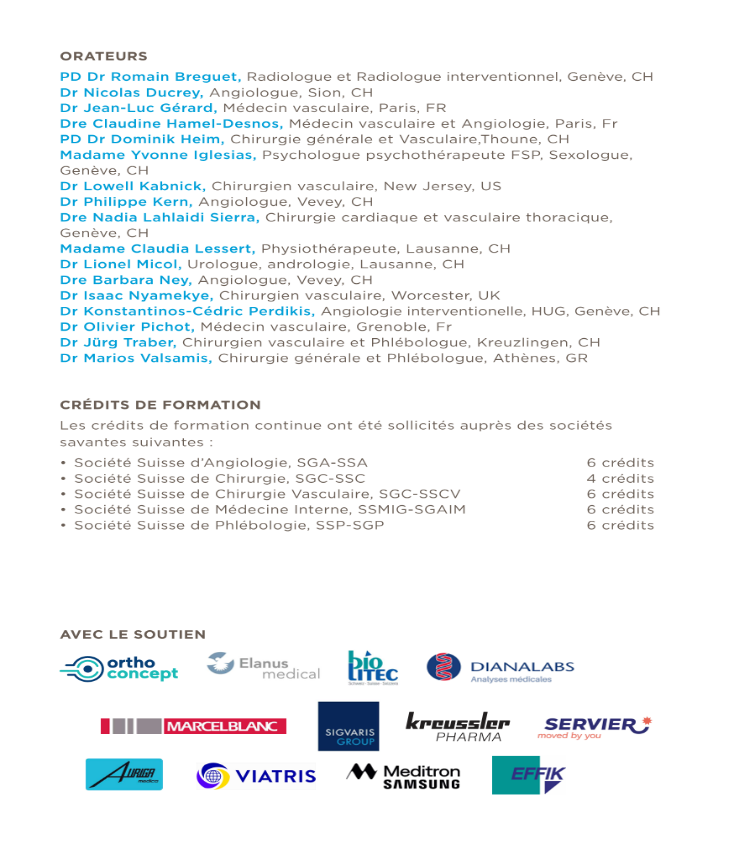 ORATEURS
PD Dr Romain Breguet, Radiologue et Radiologue interventionnel, Genève, CH
Dr Nicolas Ducrey, Angiologue, Sion, CH
Dr Jean-Luc Gérard, Médecin vasculaire, Paris, FR
Dre Claudine Hamel-Desnos, Médecin vasculaire et Angiologie, Paris, Fr
PD Dr Dominik Heim, Chirurgie générale et Vasculaire,Thoune, CH
Madame Yvonne Iglesias, Psychologue psychothérapeute FSP, Sexologue,
Genève, CH
Dr Lowell Kabnick, Chirurgien vasculaire, New Jersey, US
Dr Philippe Kern, Angiologue, Vevey, CH
Dre Nadia Lahlaidi Sierra, Chirurgie cardiaque et vasculaire thoracique,
Genève, CH
Madame Claudia Lessert, Physiothérapeute, Lausanne, CH
Dr Lionel Micol, Urologue, andrologie, Lausanne, CH
Dre Barbara Ney, Angiologue, Vevey, CH
Dr Isaac Nyamekye, Chirurgien vasculaire, Worcester, UK
Dr Konstantinos-Cédric Perdikis, Angiologie interventionelle, HUG, Genève, CH
Dr Olivier Pichot, Médecin vasculaire, Grenoble, Fr
Dr Jürg Traber, Chirurgien vasculaire et Phlébologue, Kreuzlingen, CH
Dr Marios Valsamis, Chirurgie générale et Phlébologue, Athènes, GR
CRÉDITS DE FORMATION
Les crédits de formation continue ont été sollicités auprès des sociétés
savantes suivantes :
• Société Suisse d'Angiologie, SGA-SSA 6 crédits
• Société Suisse de Chirurgie, SGC-SSC 4 crédits
• Société Suisse de Chirurgie Vasculaire, SGC-SSCV 6 crédits
• Société Suisse de Médecine Interne, SSMIG-SGAIM 6 crédits
• Société Suisse de Phlébologie, SSP-SGP 6 crédits
AVEC LE SOUTIEN
ortho
concept
Elanus
medical
bio
LITEC
DIANALABS
Analyses médicales
MARCELBLANC
SIGVARIS
GROUP
kreussler
PHARMA
SERVIER
moved by you
AURIGA
medica
VIATRIS
Meditron
SAMSUNG
EFFIK